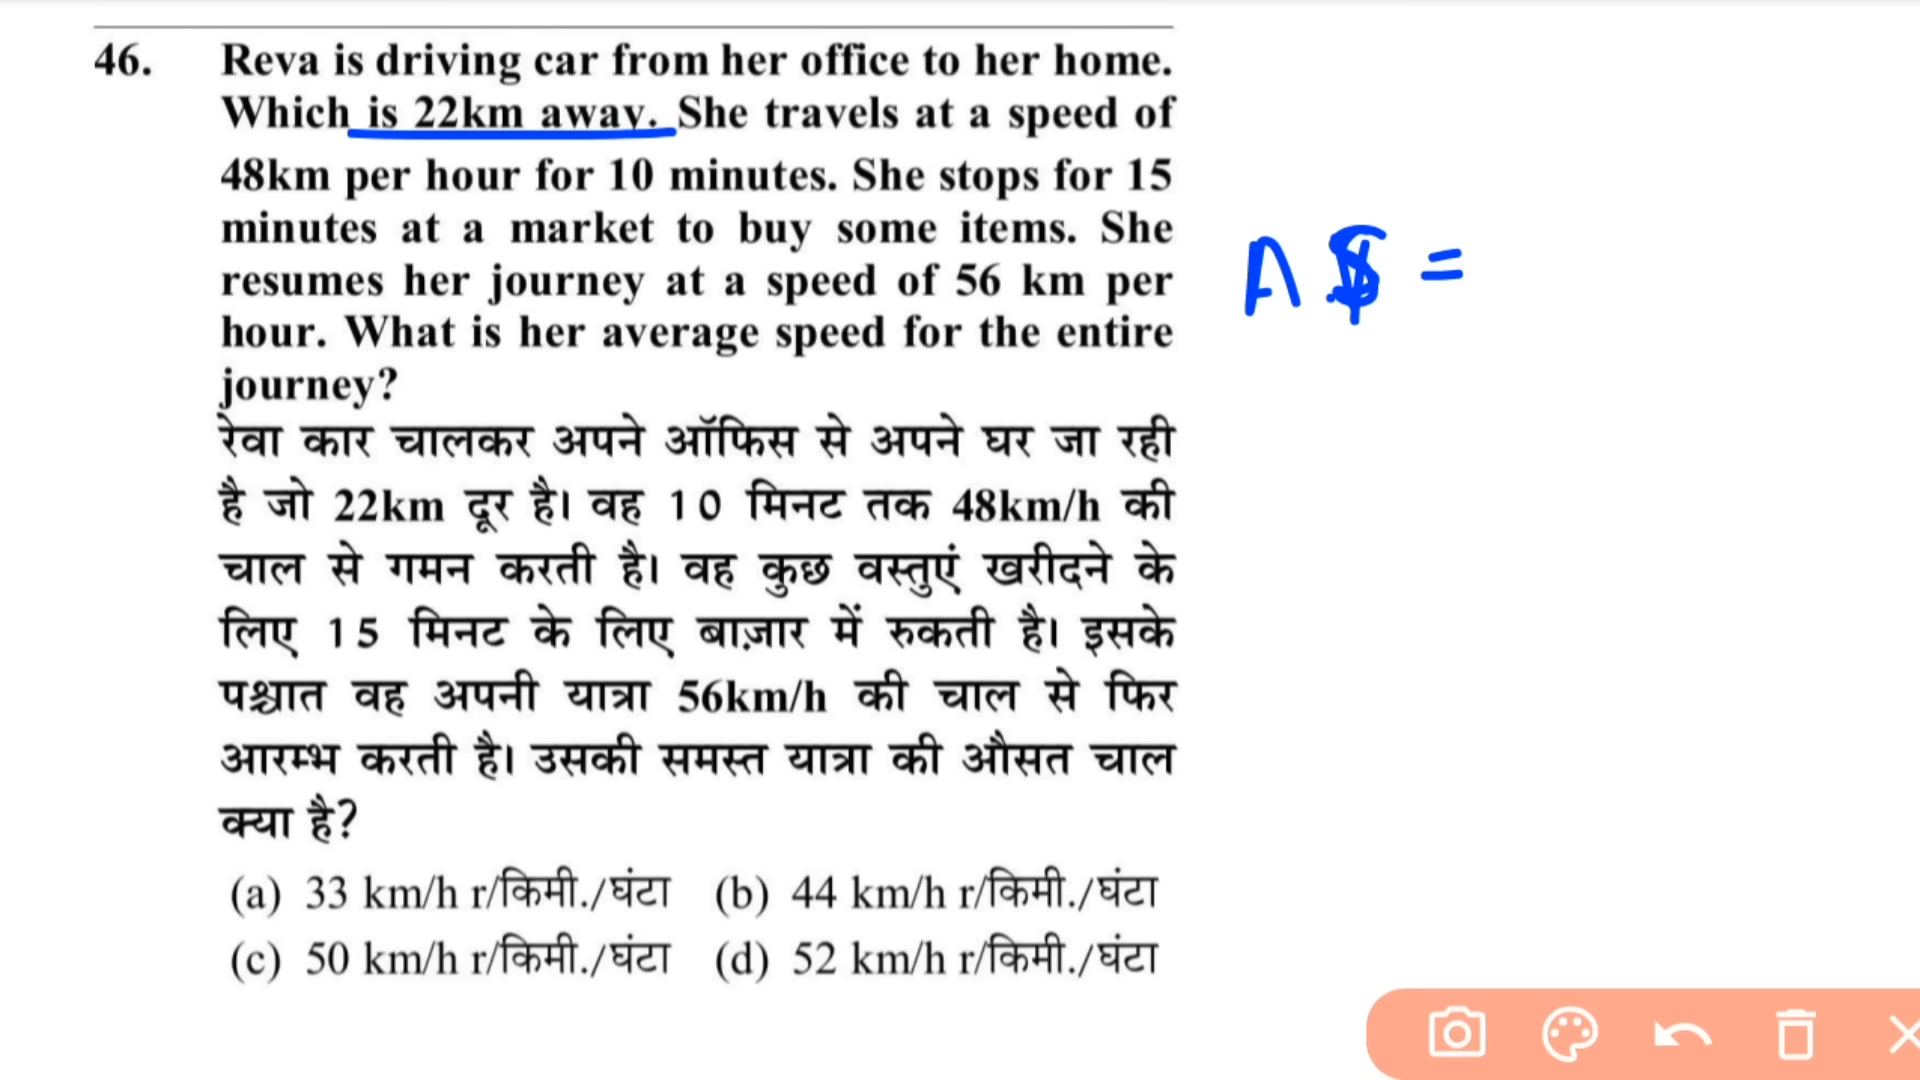 46. Reva is driving car from her office to her home.
Which is 22km away. She travels at a speed of
48km per hour for 10 minutes. She stops for 15
minutes at a market to buy some items. She
resumes her journey at a speed of 56 km per
hour. What is her average speed for the entire
journey?
रेवा कार चालकर अपने ऑफिस से अपने घर जा रही
है जो 22km दूर है। वह 10 मिनट तक 48km/h की
चाल से गमन करती है। वह कुछ वस्तुएं खरीदने के
लिए 15 मिनट के लिए बाज़ार में रुकती है। इसके
पश्चात वह अपनी यात्रा 56km/h की चाल से फिर
आरम्भ करती है। उसकी समस्त यात्रा की औसत चाल
क्या है?
(a) 33 km/h r/किमी./घंटा (b) 44 km/h r/किमी./घंटा
(c) 50 km/h r/किमी./घंटा (d) 52 km/h r/किमी./घंटा
A $ =